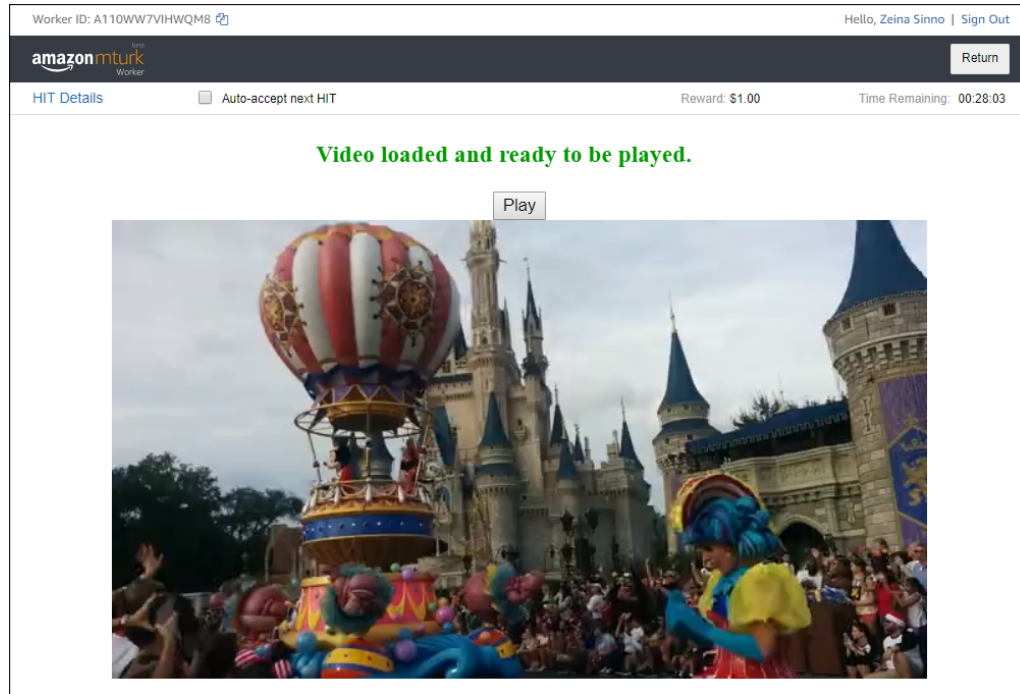 Worker ID: A110WW7VIHWQM8
Hello, Zeina Sinno | Sign Out
beta
amazon mturk
Worker
Return
HIT Details
Auto-accept next HIT
Reward: $1.00
Time Remaining: 00:28:03
Video loaded and ready to be played.
Play